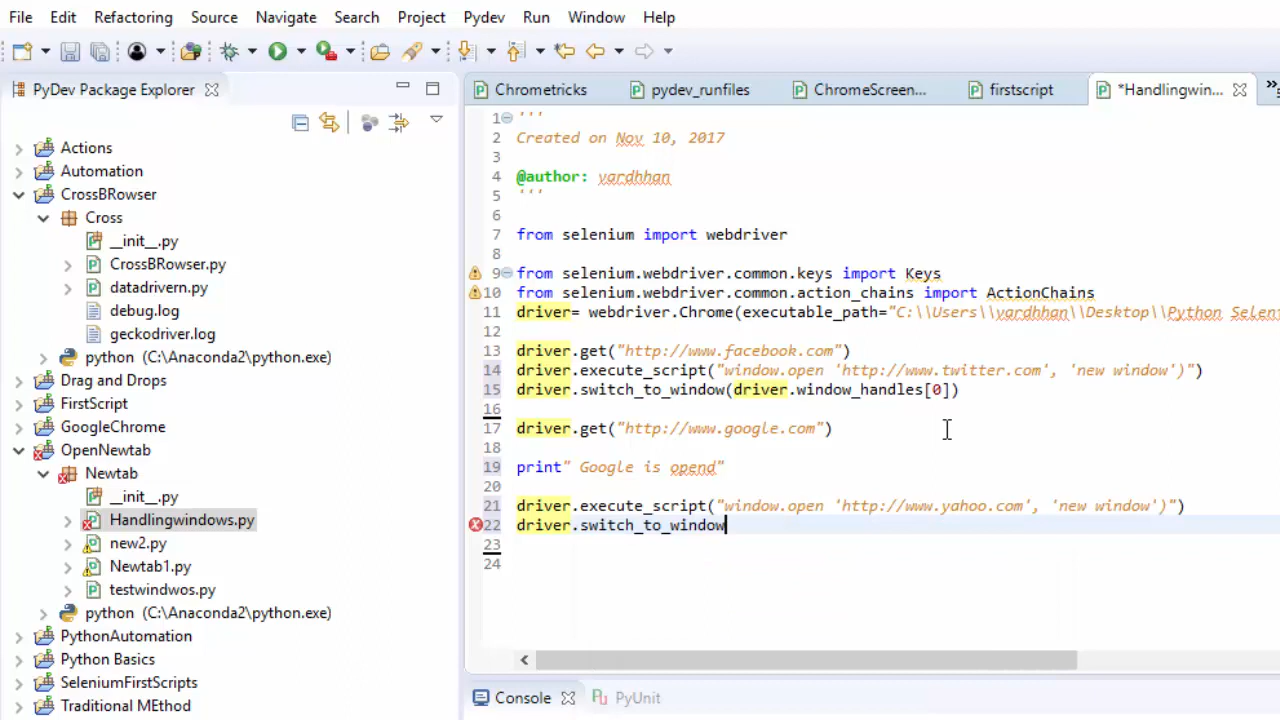 File Edit Refactoring Source Navigate Search Project Pydev Run Window Help
PyDev Package Explorer
Actions
Automation
CrossBRowser
Cross
__init__.py
CrossBRowser.py
datadrivern.py
debug.log
geckodriver.log
python (C:\Anaconda2\python.exe)
Drag and Drops
FirstScript
GoogleChrome
OpenNewtab
Newtab
__init__.py
Handlingwindows.py
new2.py
Newtab1.py
testwindwos.py
python (C:\Anaconda2\python.exe)
PythonAutomation
Python Basics
SeleniumFirstScripts
Traditional MEthod
Chrometricks pydev_runfiles ChromeScreen... firstscript *Handlingwin... »
1 '''
2 Created on Nov 10, 2017
3
4 @author: vardhhan
5 '''
6
7 from selenium import webdriver
8
9 from selenium.webdriver.common.keys import Keys
10 from selenium.webdriver.common.action_chains import ActionChains
11 driver= webdriver.Chrome(executable_path="C:\\Users\\vardhhan\\Desktop\\Python Selen
12
13 driver.get("http://www.facebook.com")
14 driver.execute_script("window.open 'http://www.twitter.com', 'new window')")
15 driver.switch_to_window(driver.window_handles[0])
16
17 driver.get("http://www.google.com")
18
19 print" Google is opend"
20
21 driver.execute_script("window.open 'http://www.yahoo.com', 'new window')")
22 driver.switch_to_window
23
24
Console PyUnit